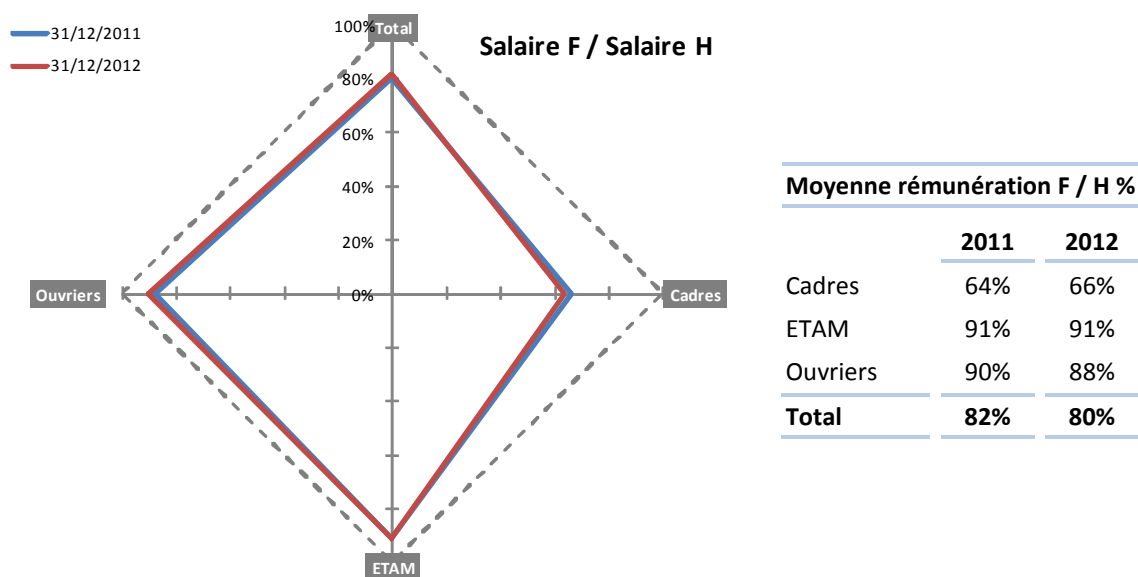 31/12/2011
31/12/2012
Salaire F / Salaire H
100%
Total
80%
60%
40%
20%
0%
Ouvriers
Cadres
ETAM
Moyenne rémunération F / H %
2011 2012
Cadres 64% 66%
ETAM 91% 91%
Ouvriers 90% 88%
Total 82% 80%